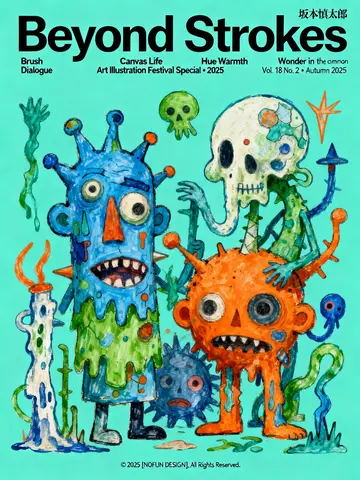 坂本慎太郎
Beyond Strokes
Brush Dialogue
Canvas Life
Hue Warmth
Wonder in the common
Art Illustration Festival Special • 2025
Vol. 18 No. 2 • Autumn 2025
© 2025 [NOFUN DESIGN], All Rights Reserved.